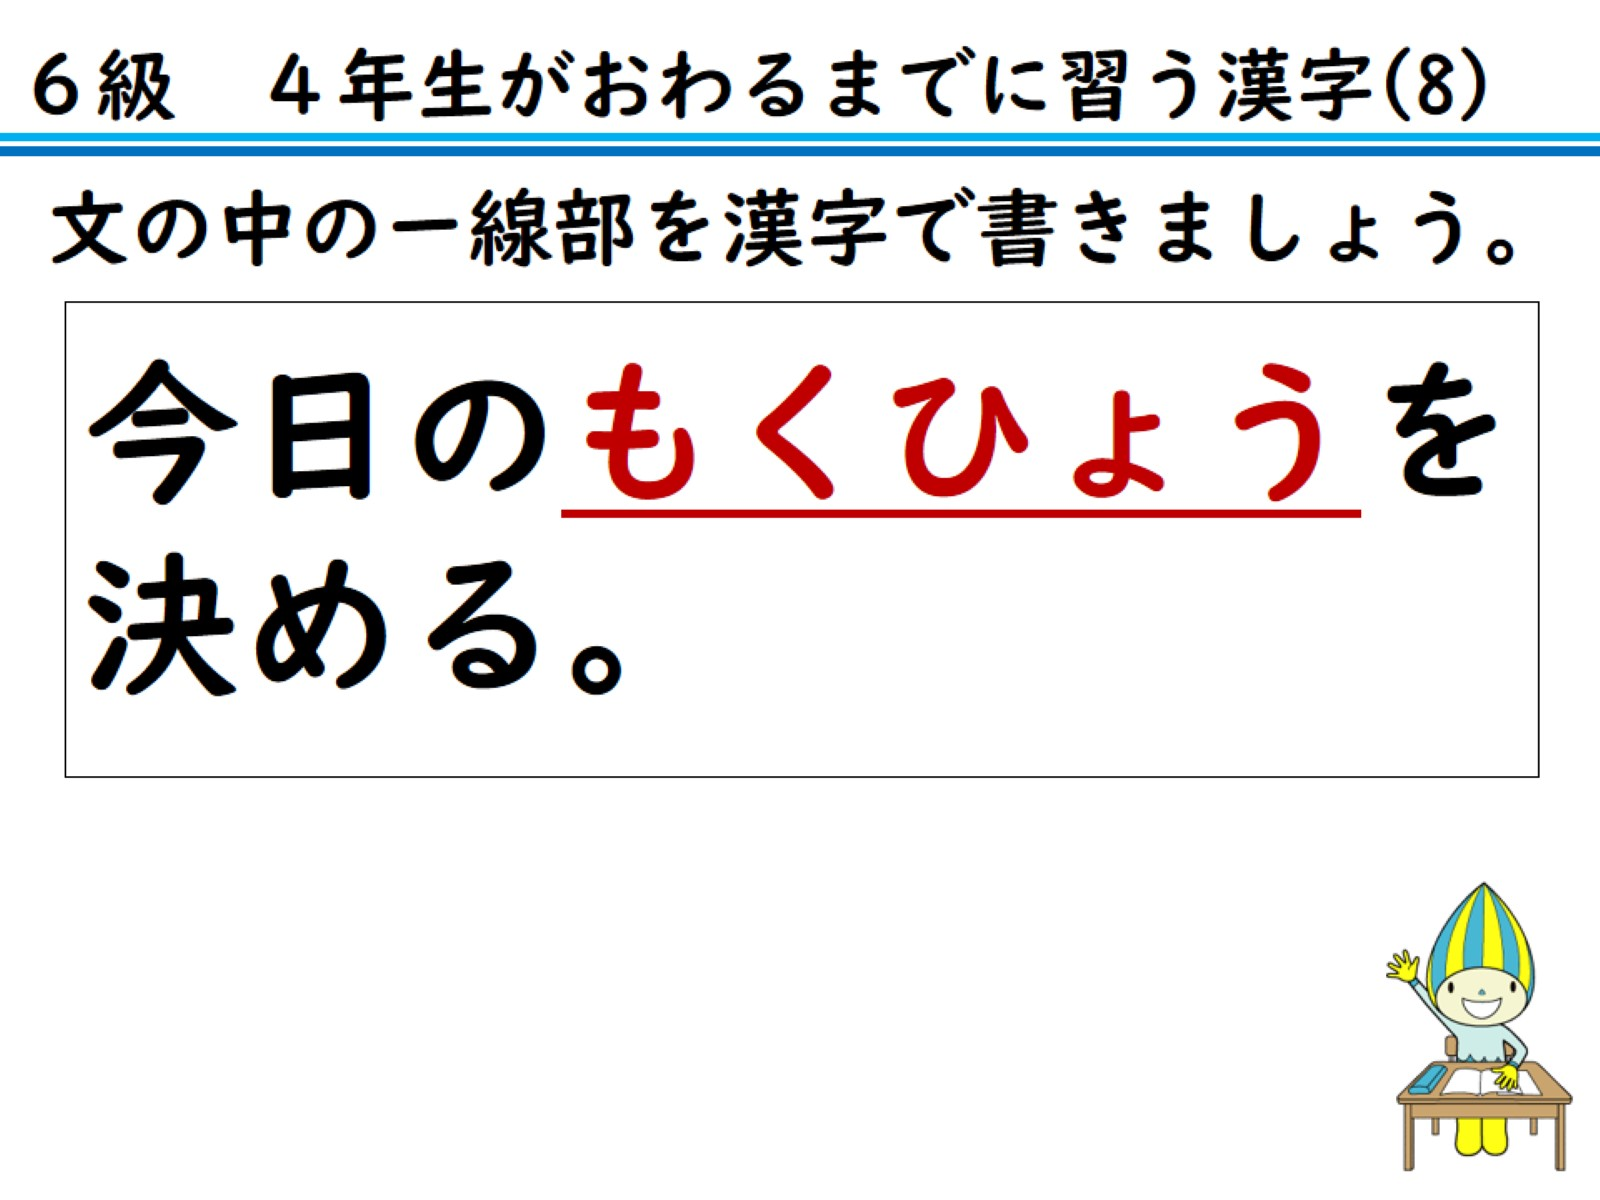 ６級　４年生がおわるまでに習う漢字(8)
文の中の一線部を漢字で書きましょう。
今日のもくひょうを
決める。